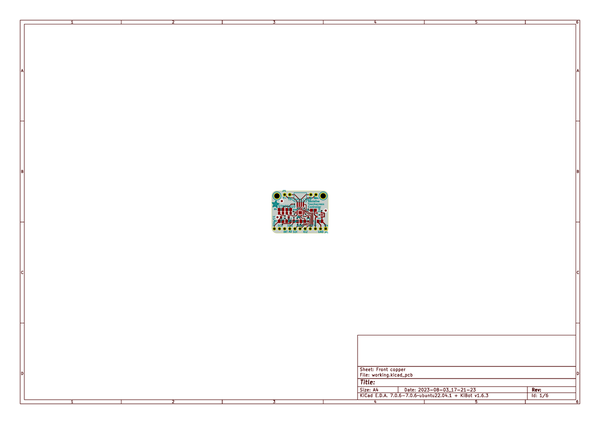 1 2 3 4 5 6
A A
B B
C C
D D
Sheet: Front copper
File: working.kicad_pcb
Title:
Size: A4 Date: 2023-08-03_17-21-23 Rev:
KiCad E.D.A. 7.0.6-7.0.6~ubuntu22.04.1 + KiBot v1.6.3 Id: 1/6
1 2 3 4 5 6